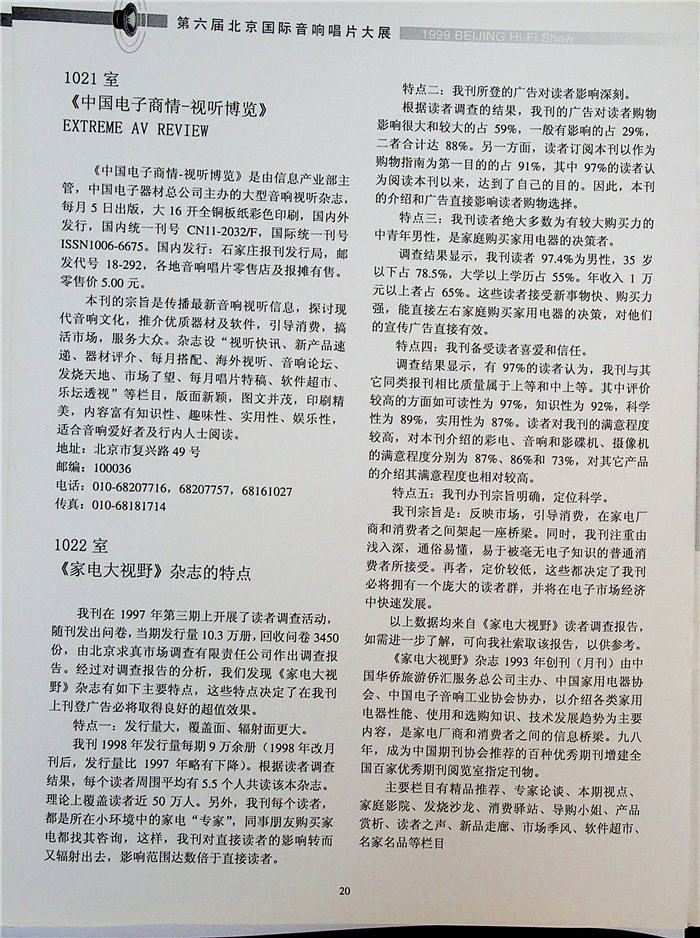 第六届北京国际音响唱片大展
1999 BEIJING Hi-Fi Show
1021 室
《中国电子商情-视听博览》
EXTREME AV REVIEW
《中国电子商情-视听博览》是由信息产业部主
管，中国电子器材总公司主办的大型音响视听杂志，
每月 5 日出版，大 16 开全铜板纸彩色印刷，国内外
发行，国内统一刊号 CN11-2032/F，国际统一刊号
ISSN1006-6675。国内发行：石家庄报刊发行局，邮
发代号 18-292，各地音响唱片零售店及报摊有售。
零售价 5.00 元。
本刊的宗旨是传播最新音响视听信息，探讨现
代音响文化，推介优质器材及软件，引导消费，搞
活市场，服务大众。杂志设“视听快讯、新产品速
递、器材评介、每月搭配、海外视听、音响论坛、
发烧天地、市场了望、每月唱片特稿、软件超市、
乐坛透视”等栏目，版面新颖，图文并茂，印刷精
美，内容富有知识性、趣味性、实用性、娱乐性，
适合音响爱好者及行内人士阅读。
地址：北京市复兴路 49 号
邮编：100036
电话：010-68207716，68207757，68161027
传真：010-68181714
1022 室
《家电大视野》杂志的特点
我刊在 1997 年第三期上开展了读者调查活动，
随刊发出问卷，当期发行量 10.3 万册，回收问卷 3450
份，由北京求真市场调查有限责任公司作出调查报
告。经过对调查报告的分析，我们发现《家电大视
野》杂志有如下主要特点，这些特点决定了在我刊
上刊登广告必将取得良好的超值效果。
特点一：发行量大，覆盖面、辐射面更大。
我刊 1998 年发行量每期 9 万余册（1998 年改月
刊后，发行量比 1997 年略有下降）。根据读者调查
结果，每个读者周围平均有 5.5 个人共读该本杂志。
理论上覆盖读者近 50 万人。另外，我刊每个读者，
都是所在小环境中的家电“专家”，同事朋友购买家
电都找其咨询，这样，我刊对直接读者的影响转而
又辐射出去，影响范围达数倍于直接读者。
特点二：我刊所登的广告对读者影响深刻。
根据读者调查的结果，我刊的广告对读者购物
影响很大和较大的占 59%，一般有影响的占 29%，
二者合计达 88%。另一方面，读者订阅本刊以作为
购物指南为第一目的的占 91%，其中 97%的读者认
为阅读本刊以来，达到了自己的目的。因此，本刊
的介绍和广告直接影响读者购物选择。
特点三：我刊读者绝大多数为有较大购买力的
中青年男性，是家庭购买家用电器的决策者。
调查结果显示，我刊读者 97.4%为男性，35 岁
以下占 78.5%，大学以上学历占 55%。年收入 1 万
元以上者占 65%。这些读者接受新事物快、购买力
强，能直接左右家庭购买家用电器的决策，对他们
的宣传广告直接有效。
特点四：我刊备受读者喜爱和信任。
调查结果显示，有 97%的读者认为，我刊与其
它同类报刊相比质量属于上等和中上等。其中评价
较高的方面如可读性为 97%，知识性为 92%，科学
性为 89%，实用性为 87%。读者对我刊的满意程度
较高，对本刊介绍的彩电、音响和影碟机、摄像机
的满意程度分别为 87%、86%和 73%，对其它产品
的介绍其满意程度也相对较高。
特点五：我刊办刊宗旨明确，定位科学。
我刊宗旨是：反映市场，引导消费，在家电厂
商和消费者之间架起一座桥梁。同时，我刊注重由
浅入深，通俗易懂，易于被毫无电子知识的普通消
费者所接受。再者，定价较低，这些都决定了我刊
必将拥有一个庞大的读者群，并将在电子市场经济
中快速发展。
以上数据均来自《家电大视野》读者调查报告，
如需进一步了解，可向我社索取该报告，以供参考。
《家电大视野》杂志 1993 年创刊（月刊）由中
国华侨旅游侨汇服务总公司主办、中国家用电器协
会、中国电子音响工业协会协办，以介绍各类家用
电器性能、使用和选购知识、技术发展趋势为主要
内容，是家电厂商和消费者之间的信息桥梁。九八
年，成为中国期刊协会推荐的百种优秀期刊增建全
国百家优秀期刊阅览室指定刊物。
主要栏目有精品推荐、专家论谈、本期视点、
家庭影院、发烧沙龙、消费驿站、导购小姐、产品
赏析、读者之声、新品走廊、市场季风、软件超市、
名家名品等栏目
20